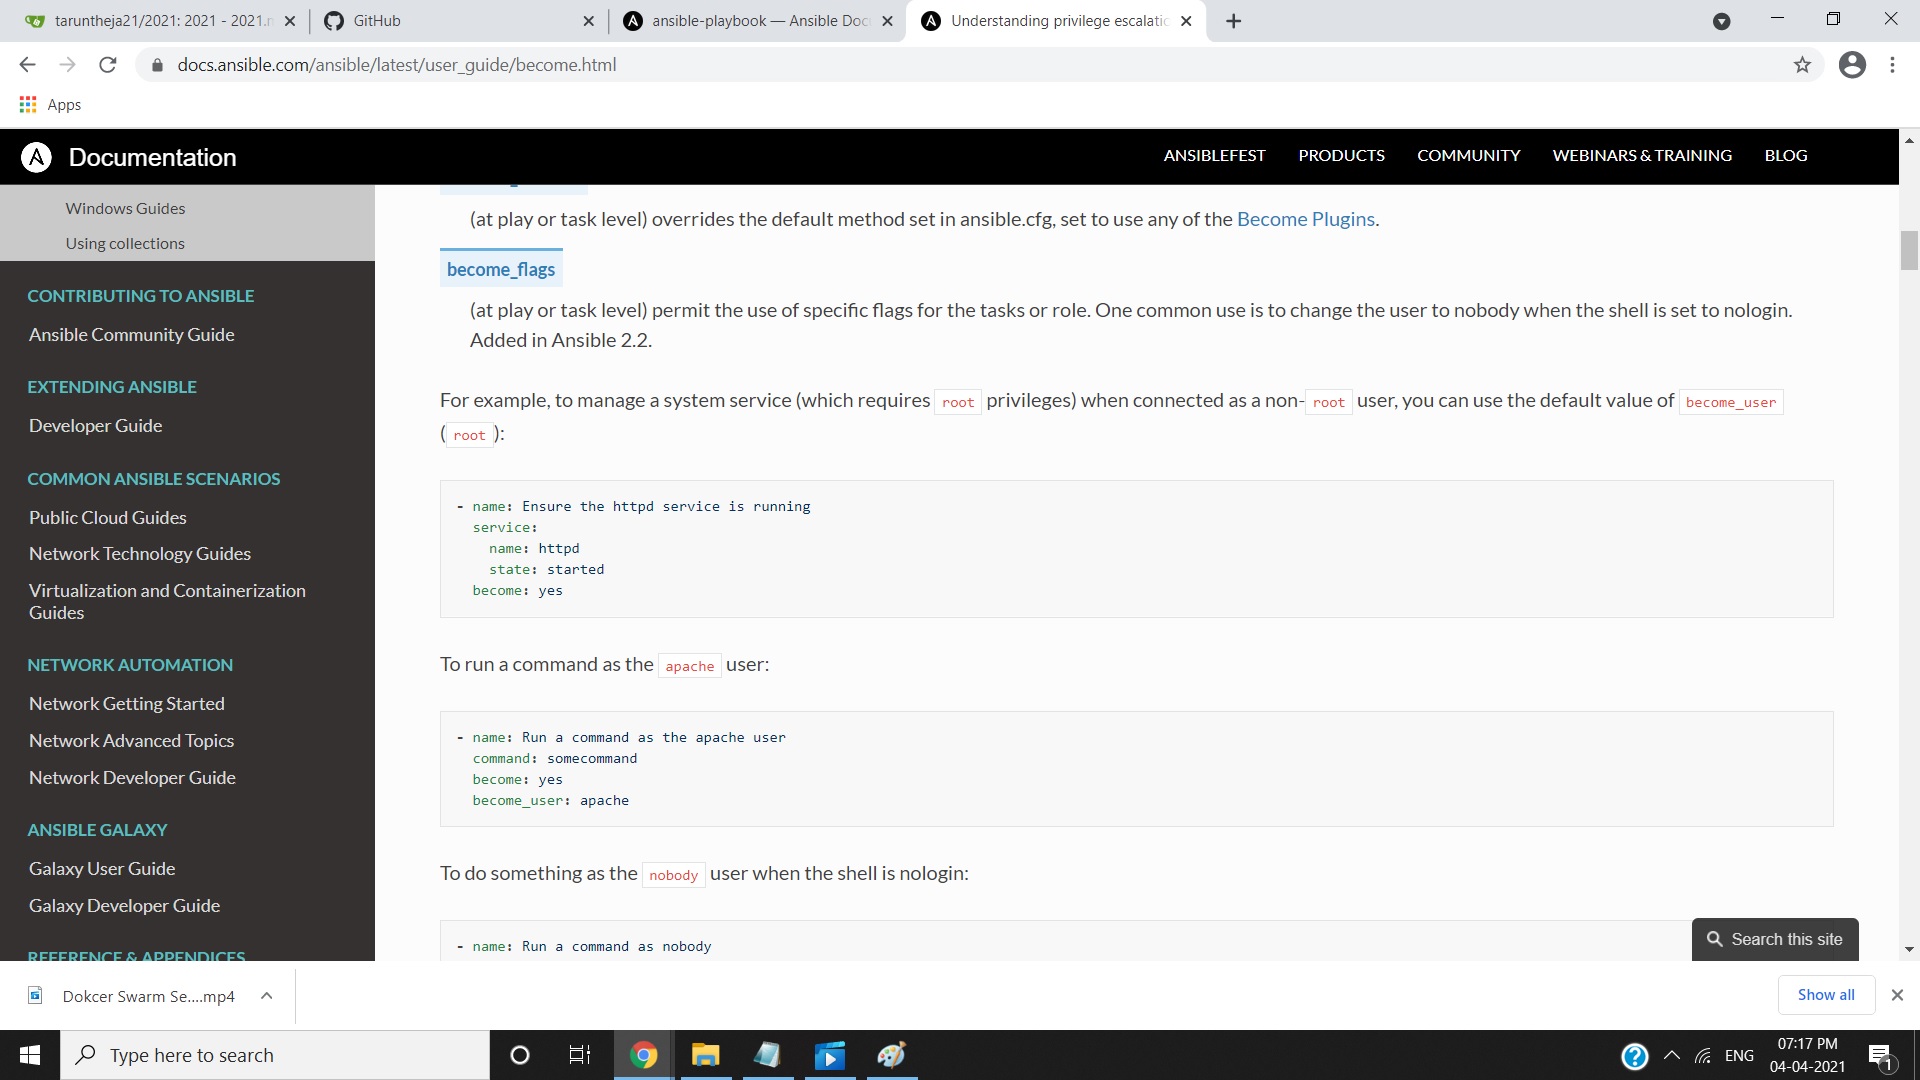 taruntheja21/2021: 2021 - 2021.n
GitHub
ansible-playbook — Ansible Doc
Understanding privilege escalatio
docs.ansible.com/ansible/latest/user_guide/become.html
Apps
Documentation
ANSIBLEFEST PRODUCTS COMMUNITY WEBINARS & TRAINING BLOG
Windows Guides
Using collections
CONTRIBUTING TO ANSIBLE
Ansible Community Guide
EXTENDING ANSIBLE
Developer Guide
COMMON ANSIBLE SCENARIOS
Public Cloud Guides
Network Technology Guides
Virtualization and Containerization
Guides
NETWORK AUTOMATION
Network Getting Started
Network Advanced Topics
Network Developer Guide
ANSIBLE GALAXY
Galaxy User Guide
Galaxy Developer Guide
REFERENCE & APPENDICES
(at play or task level) overrides the default method set in ansible.cfg, set to use any of the Become Plugins.
become_flags
(at play or task level) permit the use of specific flags for the tasks or role. One common use is to change the user to nobody when the shell is set to nologin.
Added in Ansible 2.2.
For example, to manage a system service (which requires root privileges) when connected as a non- root user, you can use the default value of become_user
( root ):
- name: Ensure the httpd service is running
service:
name: httpd
state: started
become: yes
To run a command as the apache user:
- name: Run a command as the apache user
command: somecommand
become: yes
become_user: apache
To do something as the nobody user when the shell is nologin:
- name: Run a command as nobody
Search this site
Dokcer Swarm Se....mp4
Show all
Type here to search
ENG
07:17 PM
04-04-2021
1